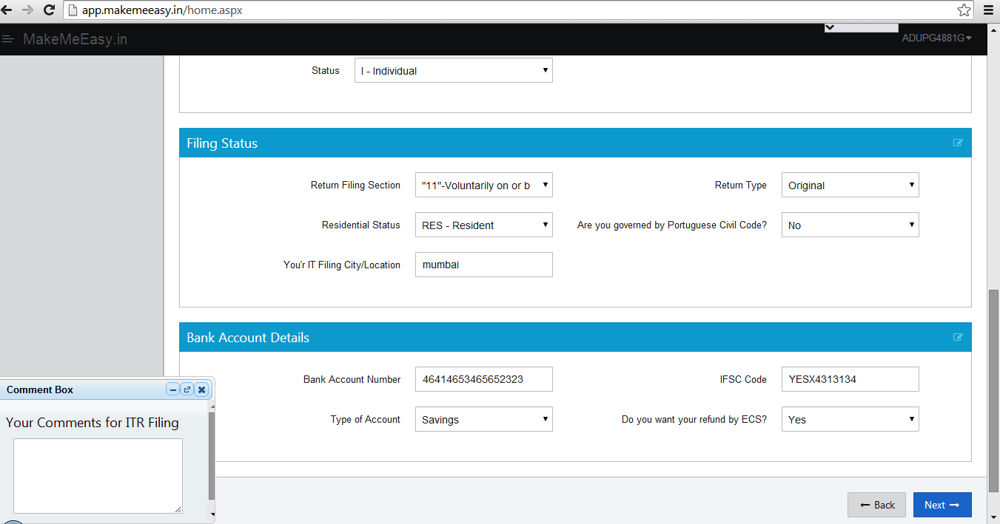 app.makemeeasy.in/home.aspx
MakeMeEasy.in
ADUPG4881G
Status I - Individual
Filing Status
Return Filing Section "11"-Voluntarily on or b Return Type Original
Residential Status RES - Resident Are you governed by Portuguese Civil Code? No
You'r IT Filing City/Location mumbai
Bank Account Details
Bank Account Number 46414653465652323 IFSC Code YESX4313134
Type of Account Savings Do you want your refund by ECS? Yes
Comment Box
Your Comments for ITR Filing
Back Next